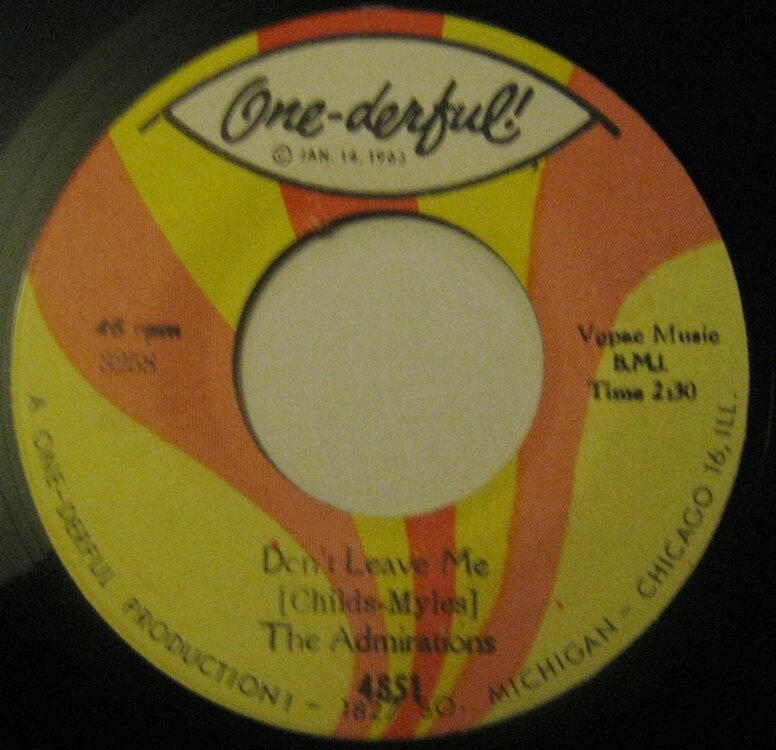 One-derful!
© JAN. 14, 1963
45 rpm
Vapac Music
B.M.I.
Time 2:30
Don't Leave Me
[Childs-Myles]
The Admirations
4851
A ONE-DERFUL PRODUCTION! - 1827 SO. MICHIGAN - CHICAGO 16, ILL.